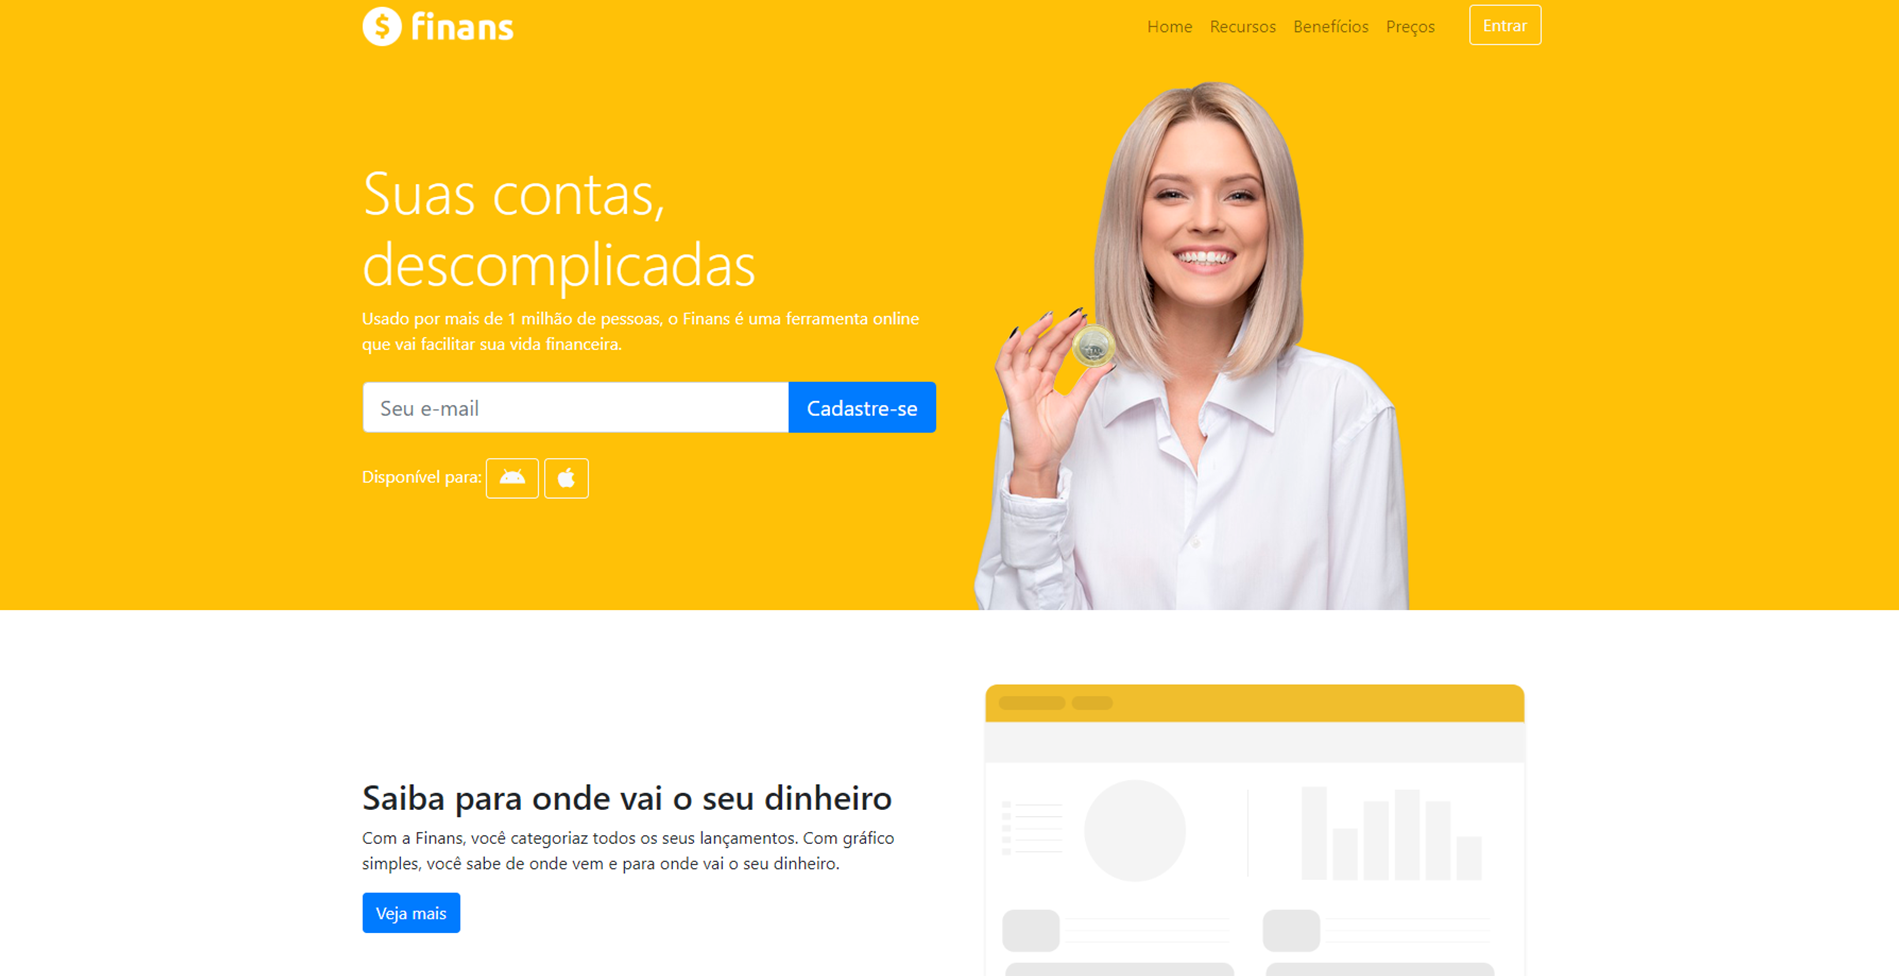 finans
Home Recursos Benefícios Preços Entrar
Suas contas,
descomplicadas
Usado por mais de 1 milhão de pessoas, o Finans é uma ferramenta online
que vai facilitar sua vida financeira.
Seu e-mail Cadastre-se
Disponível para:
Saiba para onde vai o seu dinheiro
Com a Finans, você categoriaz todos os seus lançamentos. Com gráfico
simples, você sabe de onde vem e para onde vai o seu dinheiro.
Veja mais